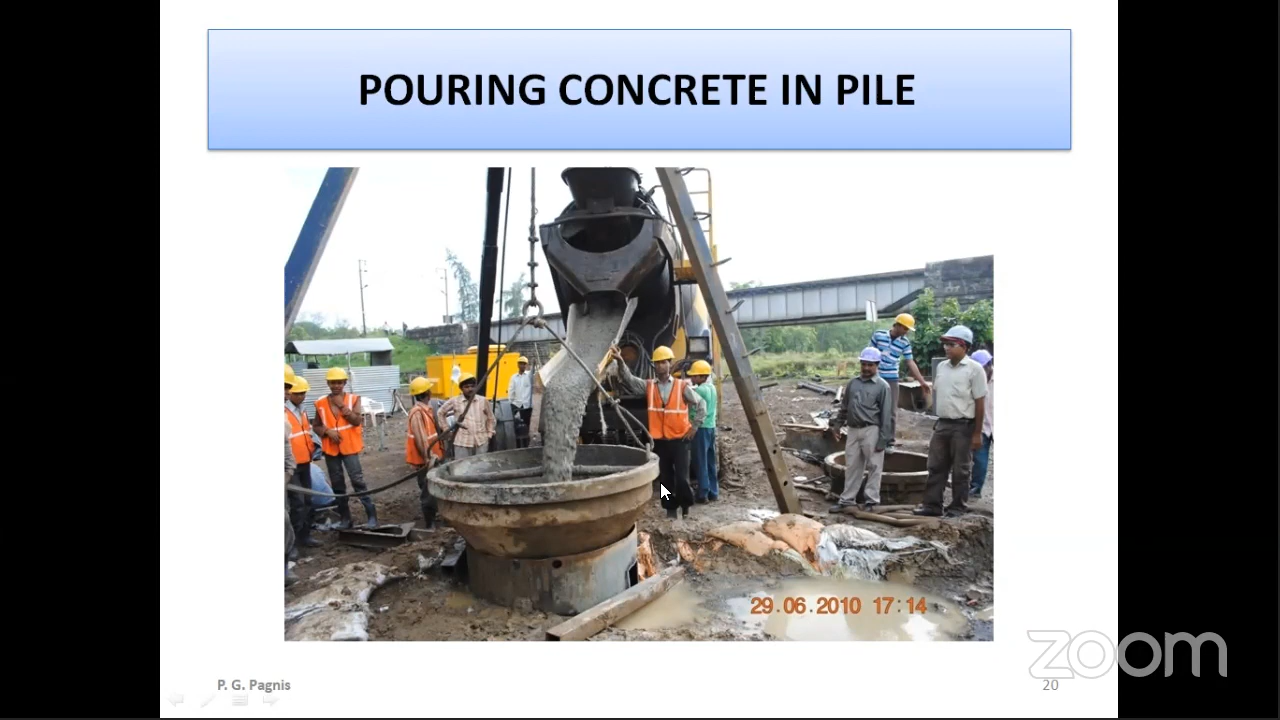 POURING CONCRETE IN PILE
29.06.2010 17:14
P. G. Pagnis
20
zoom